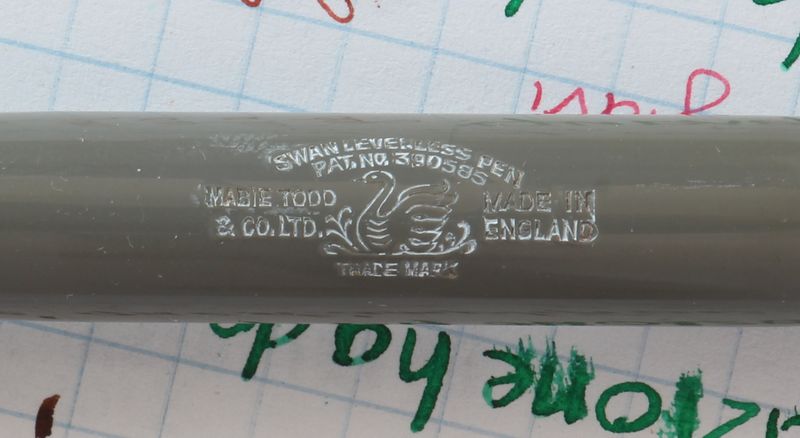 SWAN LEVERLESS PEN
PAT. NO 390585
MABIE TODD
& CO. LTD.
MADE IN
ENGLAND
TRADE MARK